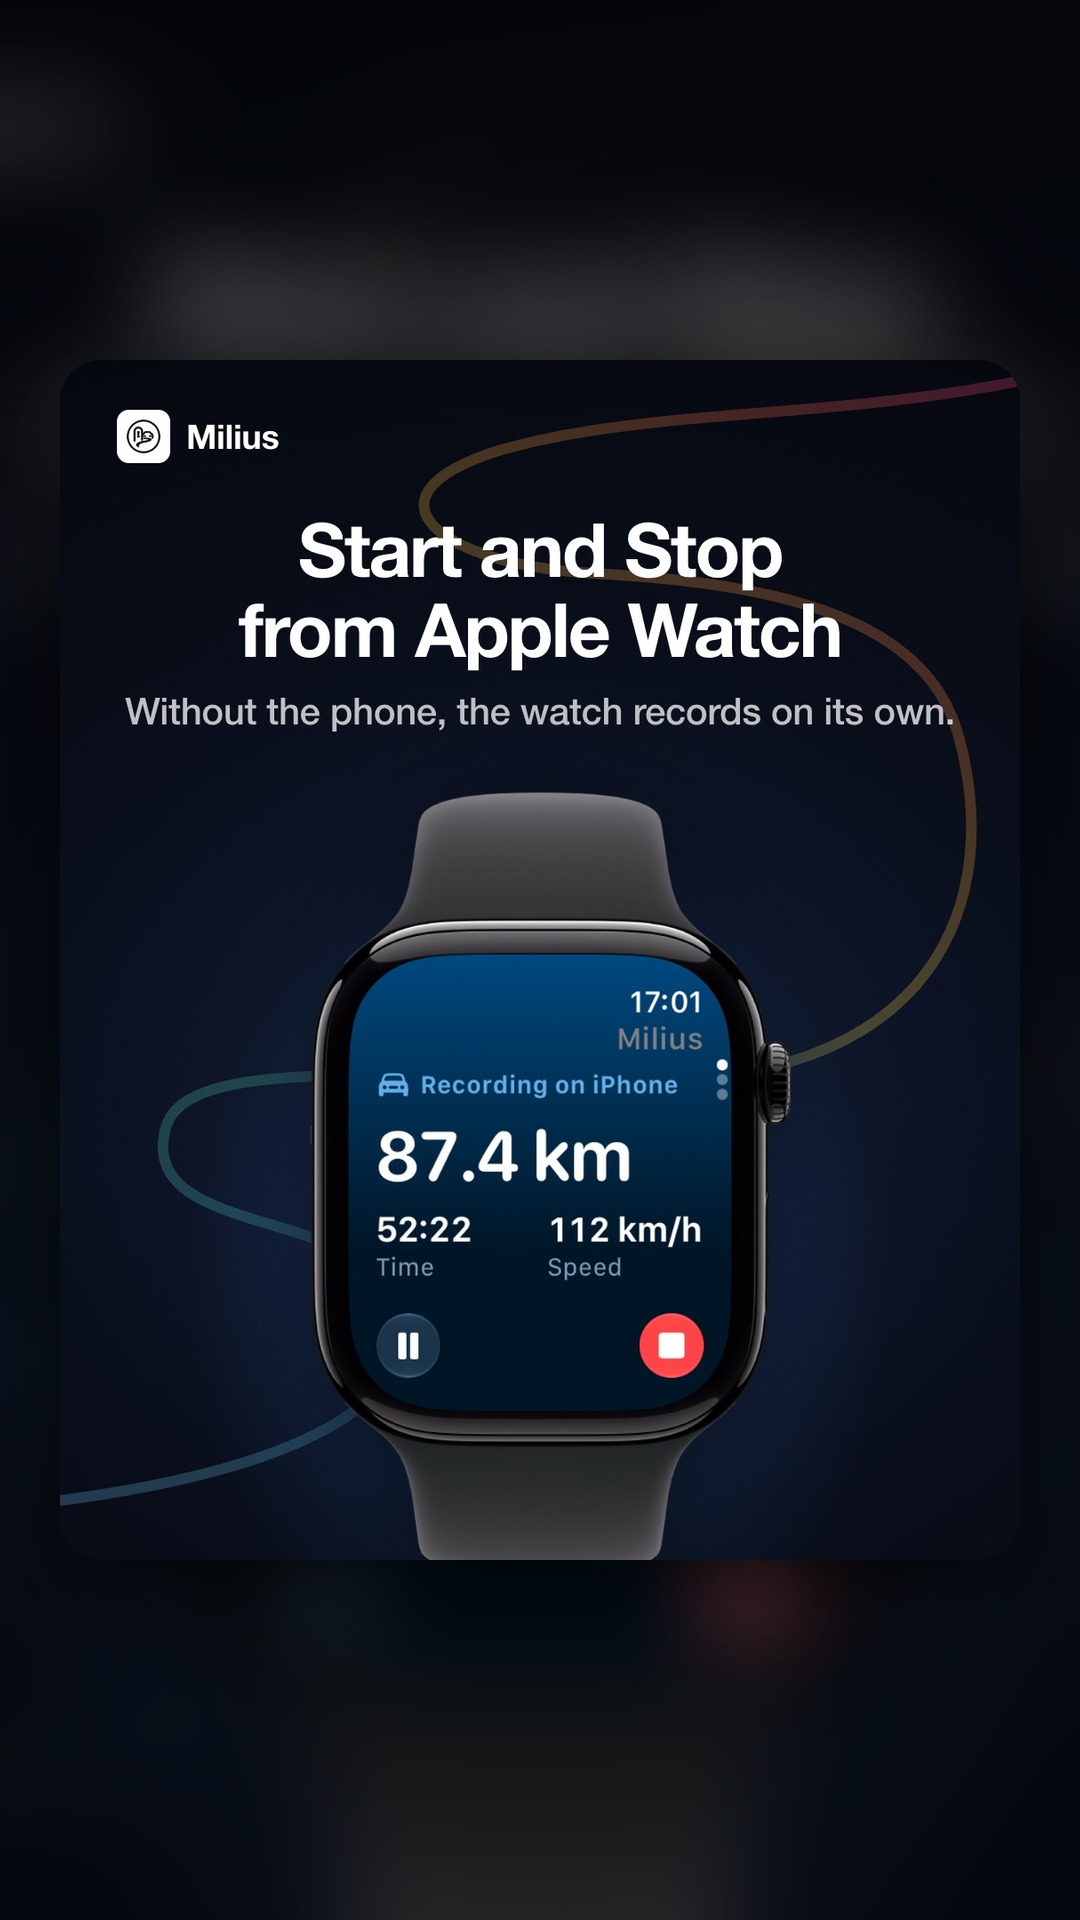 Milius
Start and Stop
from Apple Watch
Without the phone, the watch records on its own.
17:01
Milius
Recording on iPhone
87.4 km
52:22
112 km/h
Time
Speed